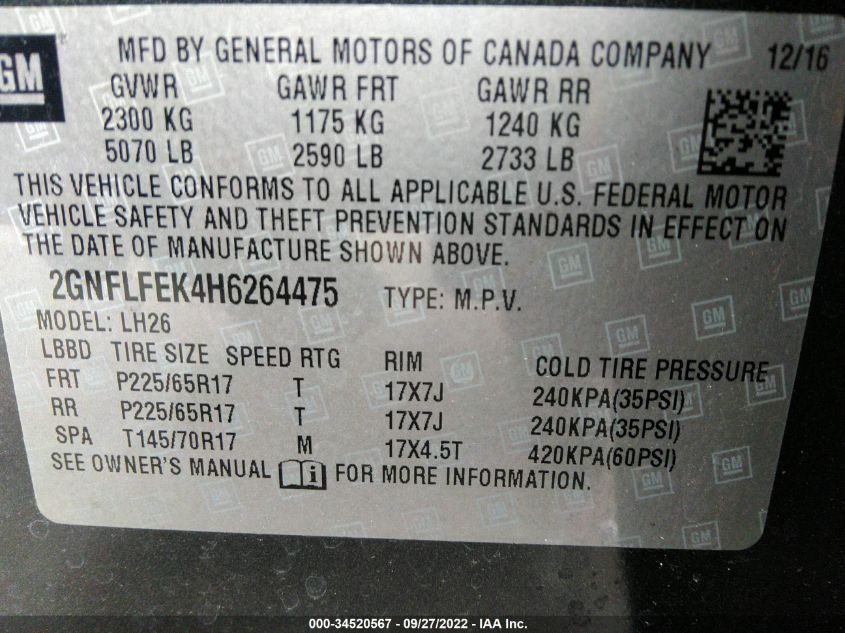 GM
MFD BY GENERAL MOTORS OF CANADA COMPANY 12/16
GVWR GAWR FRT GAWR RR
2300 KG 1175 KG 1240 KG
5070 LB 2590 LB 2733 LB
THIS VEHICLE CONFORMS TO ALL APPLICABLE U.S. FEDERAL MOTOR
VEHICLE SAFETY AND THEFT PREVENTION STANDARDS IN EFFECT ON
THE DATE OF MANUFACTURE SHOWN ABOVE.
2GNFLFEK4H6264475 TYPE: M.P.V.
MODEL: LH26
LBBD TIRE SIZE SPEED RTG RIM COLD TIRE PRESSURE
FRT P225/65R17 T 17X7J 240KPA(35PSI)
RR P225/65R17 T 17X7J 240KPA(35PSI)
SPA T145/70R17 M 17X4.5T 420KPA(60PSI)
SEE OWNER'S MANUAL i FOR MORE INFORMATION.
000-34520567 - 09/27/2022 - IAA Inc.